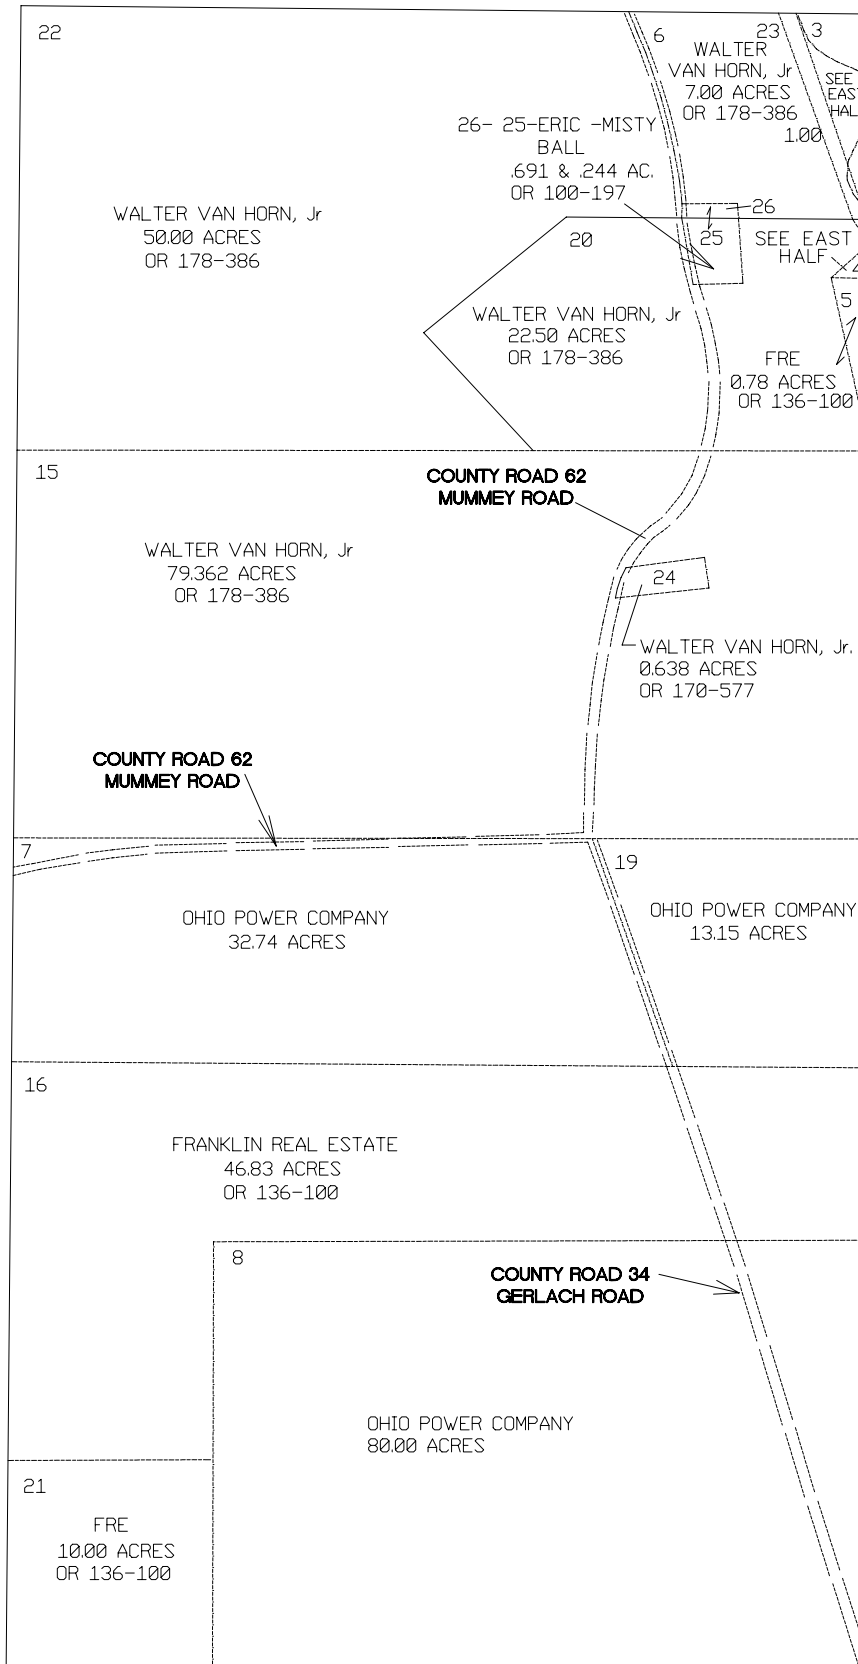 22
6
23
3
WALTER
VAN HORN, Jr
7.00 ACRES
OR 178-386
SEE
EAST
HAL
1.00
26- 25-ERIC -MISTY
BALL
.691 & .244 AC.
OR 100-197
WALTER VAN HORN, Jr
50.00 ACRES
OR 178-386
26
20
25
SEE EAST
HALF
4
5
WALTER VAN HORN, Jr
22.50 ACRES
OR 178-386
FRE
0.78 ACRES
OR 136-100
15
COUNTY ROAD 62
MUMMEY ROAD
WALTER VAN HORN, Jr
79.362 ACRES
OR 178-386
24
WALTER VAN HORN, Jr.
0.638 ACRES
OR 170-577
COUNTY ROAD 62
MUMMEY ROAD
7
19
OHIO POWER COMPANY
32.74 ACRES
OHIO POWER COMPANY
13.15 ACRES
16
FRANKLIN REAL ESTATE
46.83 ACRES
OR 136-100
8
COUNTY ROAD 34
GERLACH ROAD
OHIO POWER COMPANY
80.00 ACRES
21
FRE
10.00 ACRES
OR 136-100